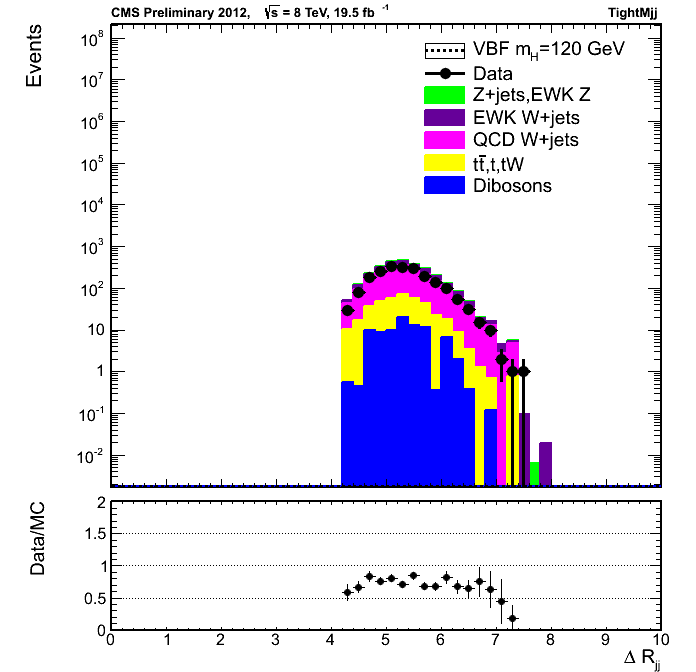 CMS Preliminary 2012, √s = 8 TeV, 19.5 fb⁻¹ TightMjj
Events
10⁸
10⁷
10⁶
10⁵
10⁴
10³
10²
10
1
10⁻¹
10⁻²
VBF m_H=120 GeV
Data
Z+jets,EWK Z
EWK W+jets
QCD W+jets
tt̅,t,tW
Dibosons
Data/MC
2
1.5
1
0.5
0
0 1 2 3 4 5 6 7 8 9 10
Δ R_jj